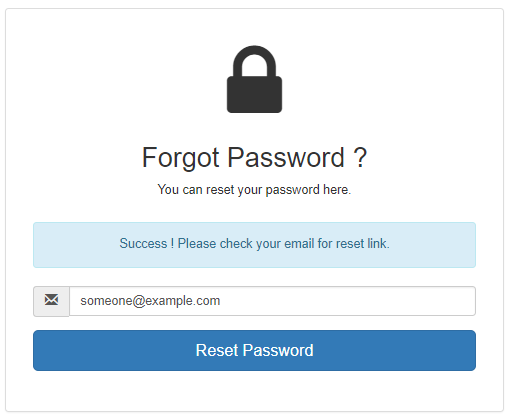 Forgot Password ?
You can reset your password here.
Success ! Please check your email for reset link.
someone@example.com
Reset Password